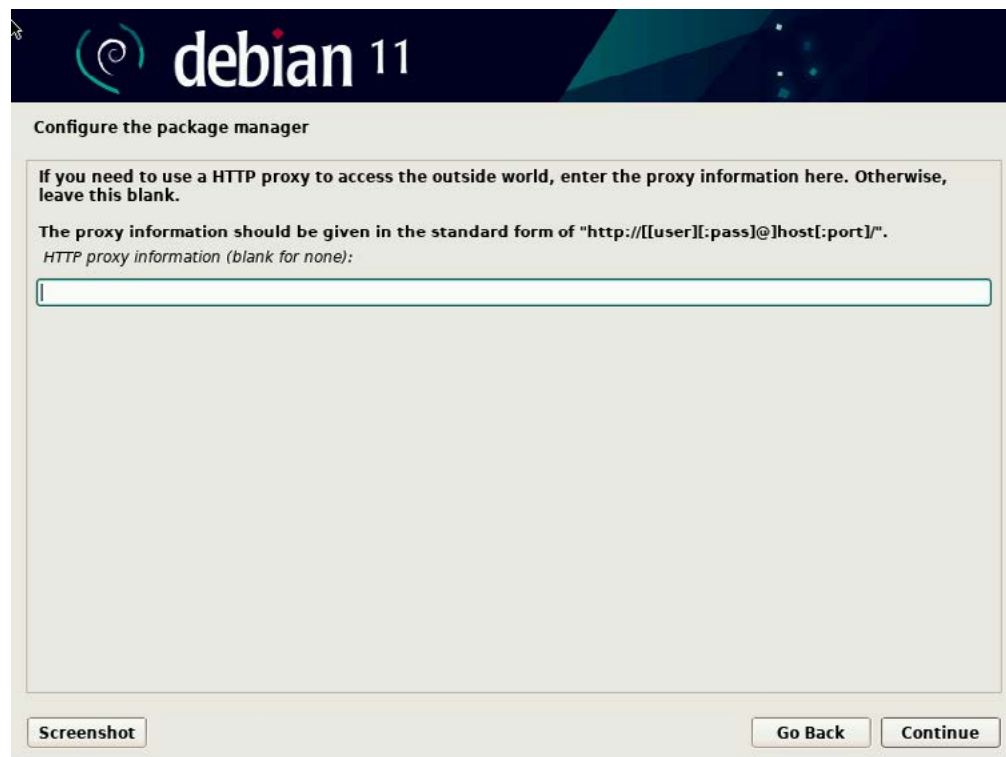 debian 11
Configure the package manager
If you need to use a HTTP proxy to access the outside world, enter the proxy information here. Otherwise,
leave this blank.
The proxy information should be given in the standard form of "http://[[user][:pass]@]host[:port]/".
HTTP proxy information (blank for none):
Screenshot
Go Back
Continue